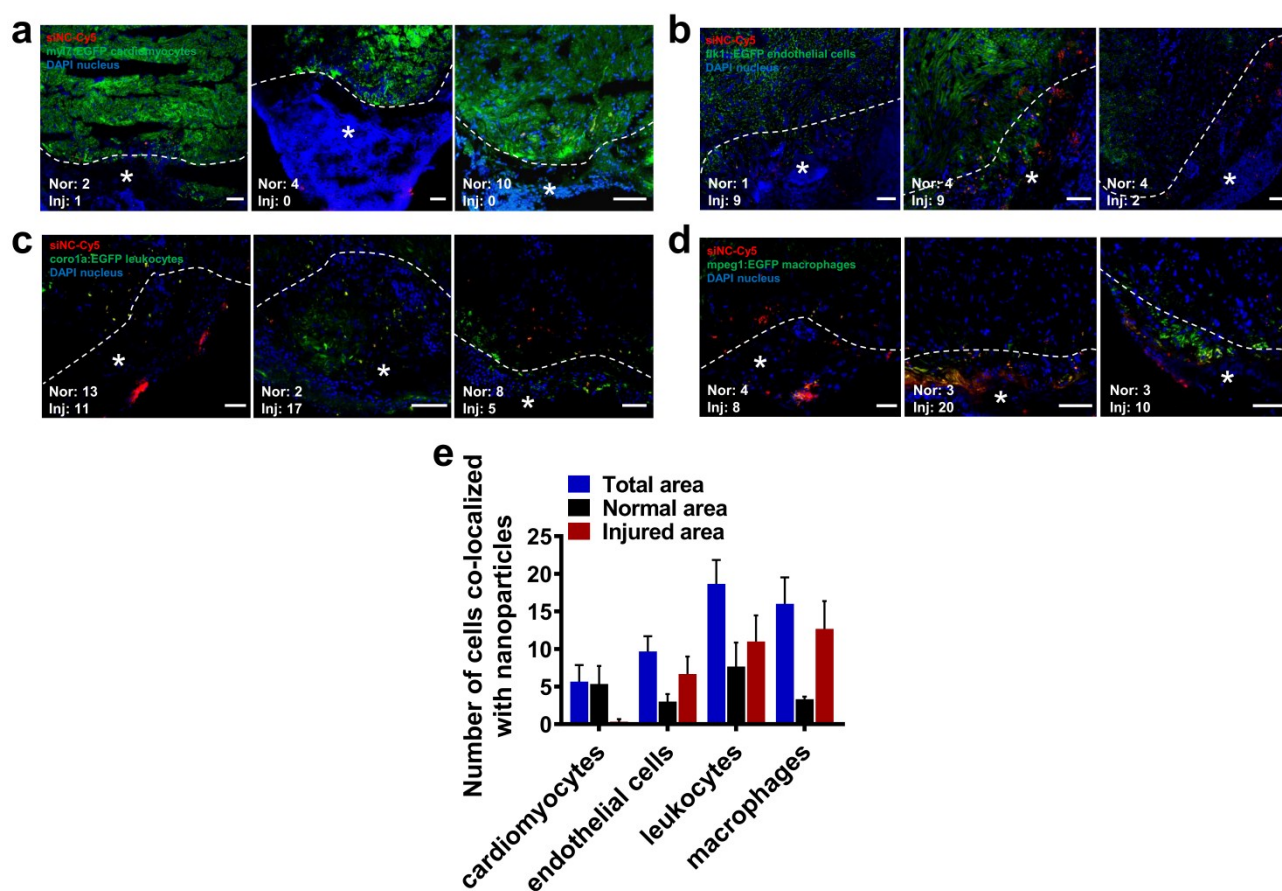 a
siNC-Cy5
myl7:EGFP cardiomyocytes
DAPI nucleus
*
Nor: 2
Inj: 1
*
Nor: 4
Inj: 0
*
Nor: 10
Inj: 0
b
siNC-Cy5
flk1:EGFP endothelial cells
DAPI nucleus
*
Nor: 1
Inj: 9
*
Nor: 4
Inj: 9
*
Nor: 4
Inj: 2
c
siNC-Cy5
coro1a:EGFP leukocytes
DAPI nucleus
*
Nor: 13
Inj: 11
*
Nor: 2
Inj: 17
*
Nor: 8
Inj: 5
d
siNC-Cy5
mpeg1:EGFP macrophages
DAPI nucleus
*
Nor: 4
Inj: 8
*
Nor: 3
Inj: 20
*
Nor: 3
Inj: 10
e
Number of cells co-localized
with nanoparticles
Total area
Normal area
Injured area
25
20
15
10
5
0
cardiomyocytes
endothelial cells
leukocytes
macrophages